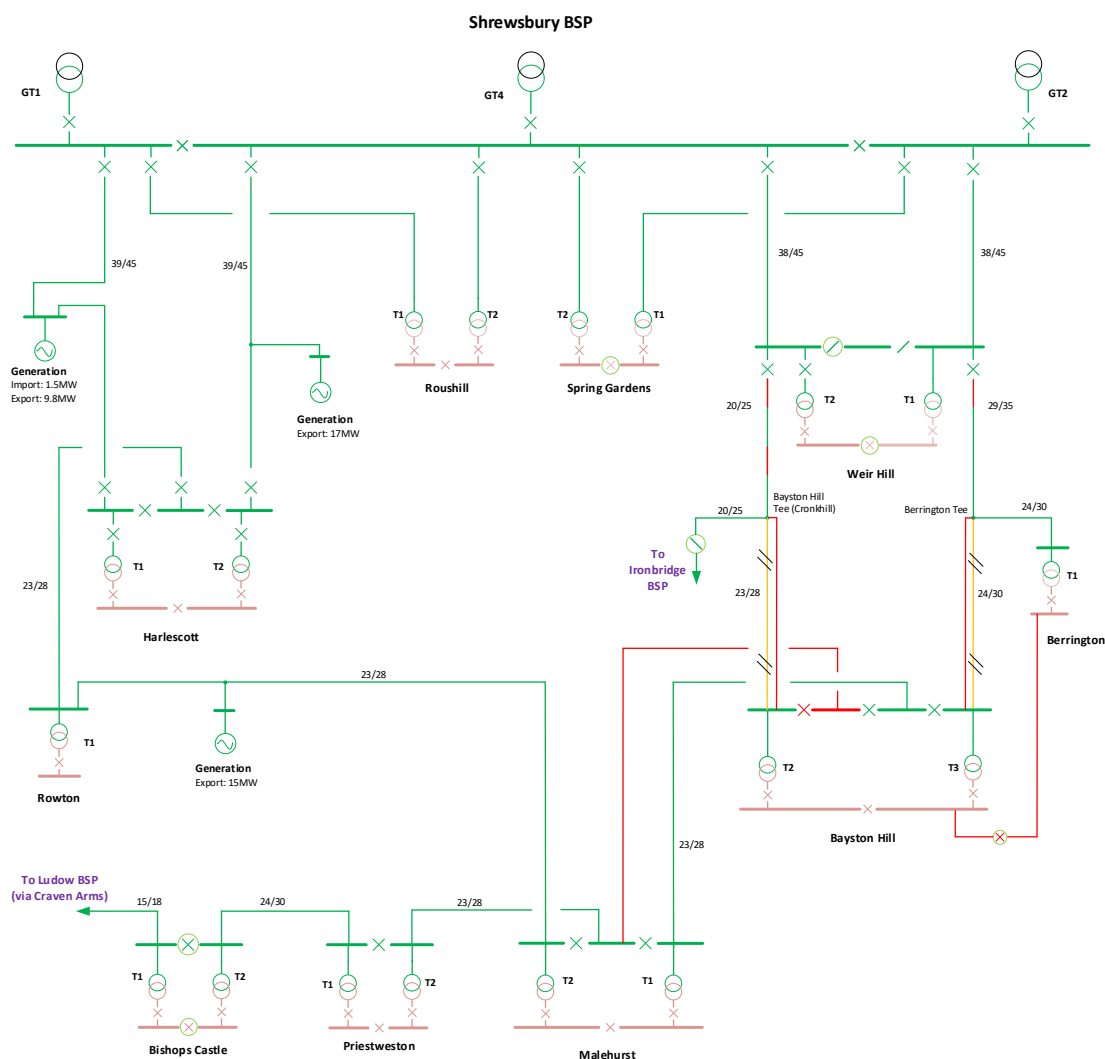 Shrewsbury BSP
GT1
GT4
GT2
39/45
39/45
38/45
38/45
T1
T2
T2
T1
Generation
Import: 1.5MW
Export: 9.8MW
Roushill
Spring Gardens
Generation
Export: 17MW
T2
T1
20/25
29/35
Weir Hill
Bayston Hill
Tee (Cronkhill)
Berrington Tee
20/25
24/30
To
Ironbridge
BSP
T1
T2
T1
23/28
23/28
24/30
Harlescott
Berrington
23/28
T1
Generation
Export: 15MW
Rowton
T2
T3
Bayston Hill
23/28
To Ludow BSP
(via Craven Arms)
15/18
24/30
23/28
T1
T2
T1
T2
T2
T1
Bishops Castle
Priestweston
Malehurst